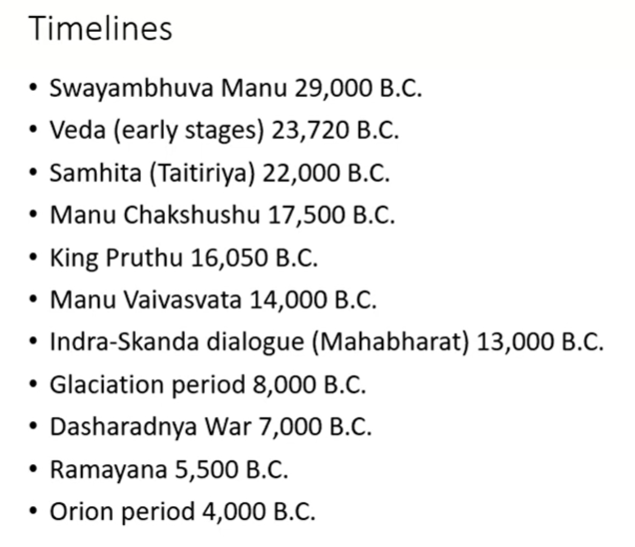 Timelines
• Swayambhuva Manu 29,000 B.C.
• Veda (early stages) 23,720 B.C.
• Samhita (Taitiriya) 22,000 B.C.
• Manu Chakshushu 17,500 B.C.
• King Pruthu 16,050 B.C.
• Manu Vaivasvata 14,000 B.C.
• Indra-Skanda dialogue (Mahabharat) 13,000 B.C.
• Glaciation period 8,000 B.C.
• Dasharadnya War 7,000 B.C.
• Ramayana 5,500 B.C.
• Orion period 4,000 B.C.